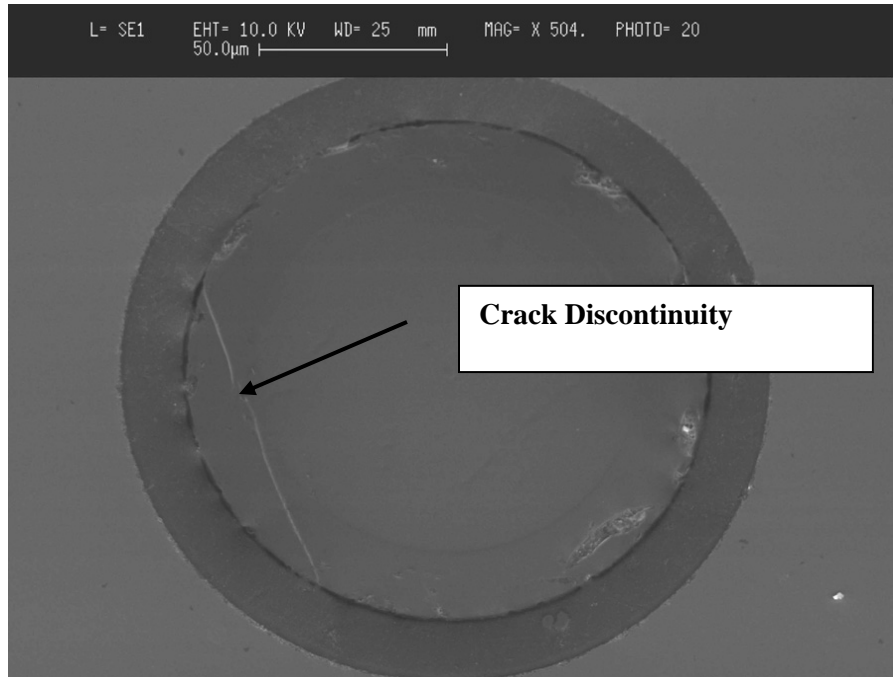 L= SE1 EHT= 10.0 KV WD= 25 mm MAG= X 504. PHOTO= 20
50.0µm
Crack Discontinuity